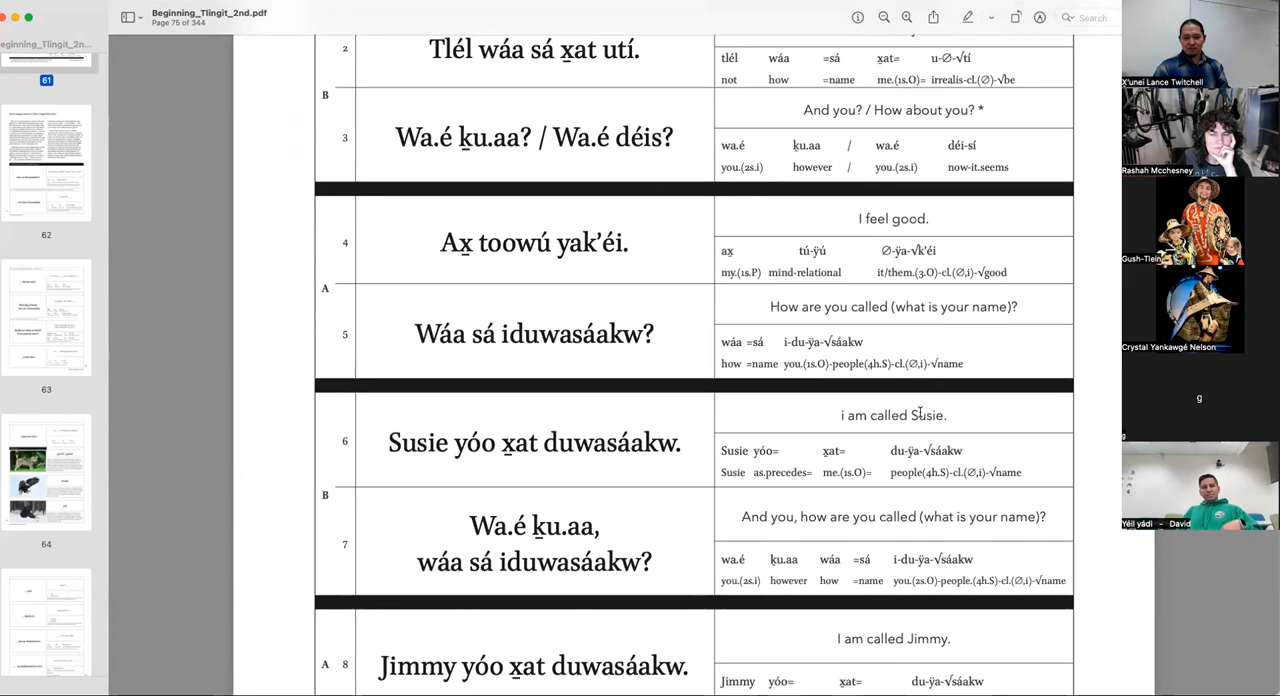 Beginning_Tlingit_2nd.pdf
Page 75 of 344
Search
eginning_Tlingit_2n...
61
62
63
64
2
Tlél wáa sá x̱at utí.
tlél wáa =sá x̱at= u-∅-√tí
not how =name me.(1s.O)= irrealis-cl.(∅)-√be
B
3
Wa.é ḵu.aa? / Wa.é déis?
And you? / How about you? *
wa.é ḵu.aa / wa.é déi-sí
you.(2s.i) however / you.(2s.i) now-it.seems
4
Ax̱ toowú yak’éi.
I feel good.
ax̱ tú-ÿú ∅-ÿa-√k’éi
my.(1s.P) mind-relational it/them.(3.O)-cl.(∅,i)-√good
A
5
Wáa sá iduwasáakw?
How are you called (what is your name)?
wáa =sá i-du-ÿa-√sáakw
how =name you.(1s.O)-people(4h.S)-cl.(∅,i)-√name
6
Susie yóo x̱at duwasáakw.
i am called Susie.
Susie yóo= x̱at= du-ÿa-√sáakw
Susie as.precedes= me.(1s.O)= people(4h.S)-cl.(∅,i)-√name
B
7
Wa.é ḵu.aa,
wáa sá iduwasáakw?
And you, how are you called (what is your name)?
wa.é ḵu.aa wáa =sá i-du-ÿa-√sáakw
you.(2s.i) however how =name you.(2s.O)-people.(4h.S)-cl.(∅,i)-√name
A 8
Jimmy yóo x̱at duwasáakw.
I am called Jimmy.
Jimmy yóo= x̱at= du-ÿa-√sáakw
X̱'unei Lance Twitchell
Rashah Mcchesney
Gush-Tlein
Crystal Yankawgé Nelson
g
g
Yéil yádi - David